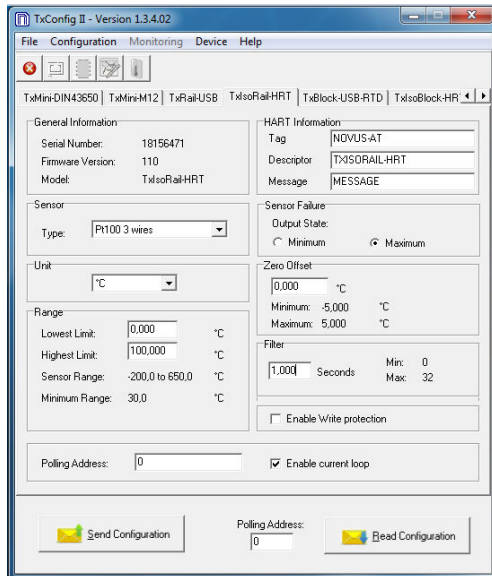 TxConfig II - Version 1.3.4.02
File Configuration Monitoring Device Help
TxMini-DIN43650 TxMini-M12 TxRail-USB TxIsoRail-HRT TxBlock-USB-RTD TxIsoBlock-HR
General Information
Serial Number: 18156471
Firmware Version: 110
Model: TxIsoRail-HRT
HART Information
Tag NOVUS-AT
Descriptor TXISORAIL-HRT
Message MESSAGE
Sensor
Type: Pt100 3 wires
Sensor Failure
Output State:
Minimum Maximum
Unit
°C
Zero Offset
0,000 °C
Minimum: -5,000 °C
Maximum: 5,000 °C
Range
Lowest Limit: 0,000 °C
Highest Limit: 100,000 °C
Sensor Range: -200,0 to 650,0 °C
Minimum Range: 30,0 °C
Filter
1,000 Seconds
Min: 0
Max: 32
Enable Write protection
Polling Address: 0
Enable current loop
Send Configuration
Polling Address:
0
Read Configuration